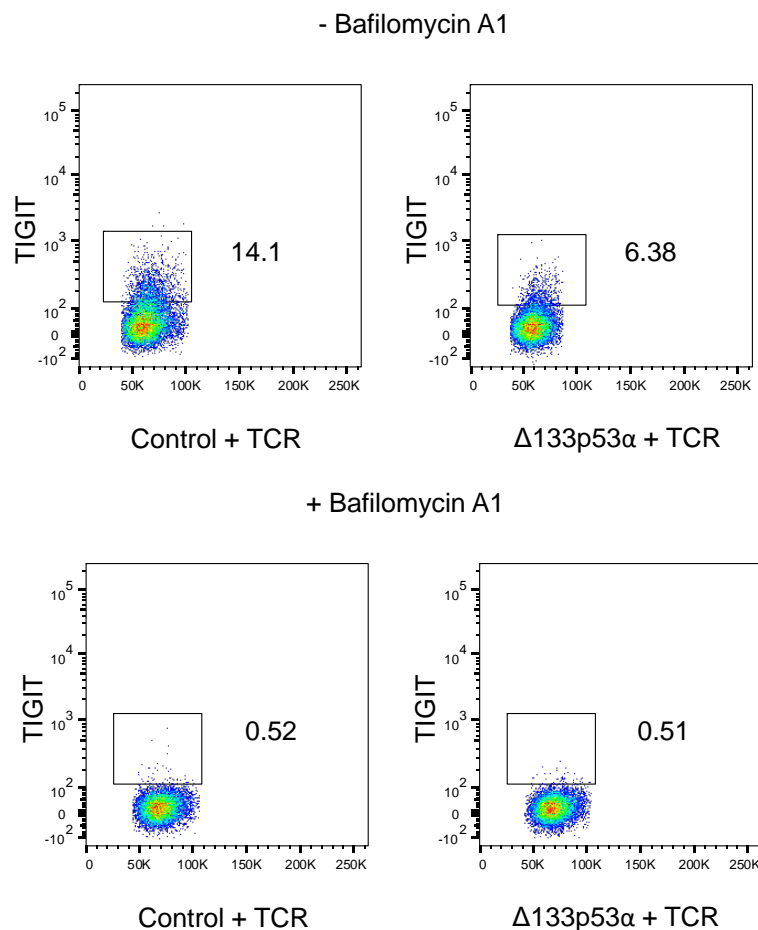 - Bafilomycin A1
TIGIT
10^5
10^4
10^3
10^2
0
-10^2
14.1
0 50K 100K 150K 200K 250K
Control + TCR
TIGIT
10^5
10^4
10^3
10^2
0
-10^2
6.38
0 50K 100K 150K 200K 250K
Δ133p53α + TCR
+ Bafilomycin A1
TIGIT
10^5
10^4
10^3
10^2
0
-10^2
0.52
0 50K 100K 150K 200K 250K
Control + TCR
TIGIT
10^5
10^4
10^3
10^2
0
-10^2
0.51
0 50K 100K 150K 200K 250K
Δ133p53α + TCR